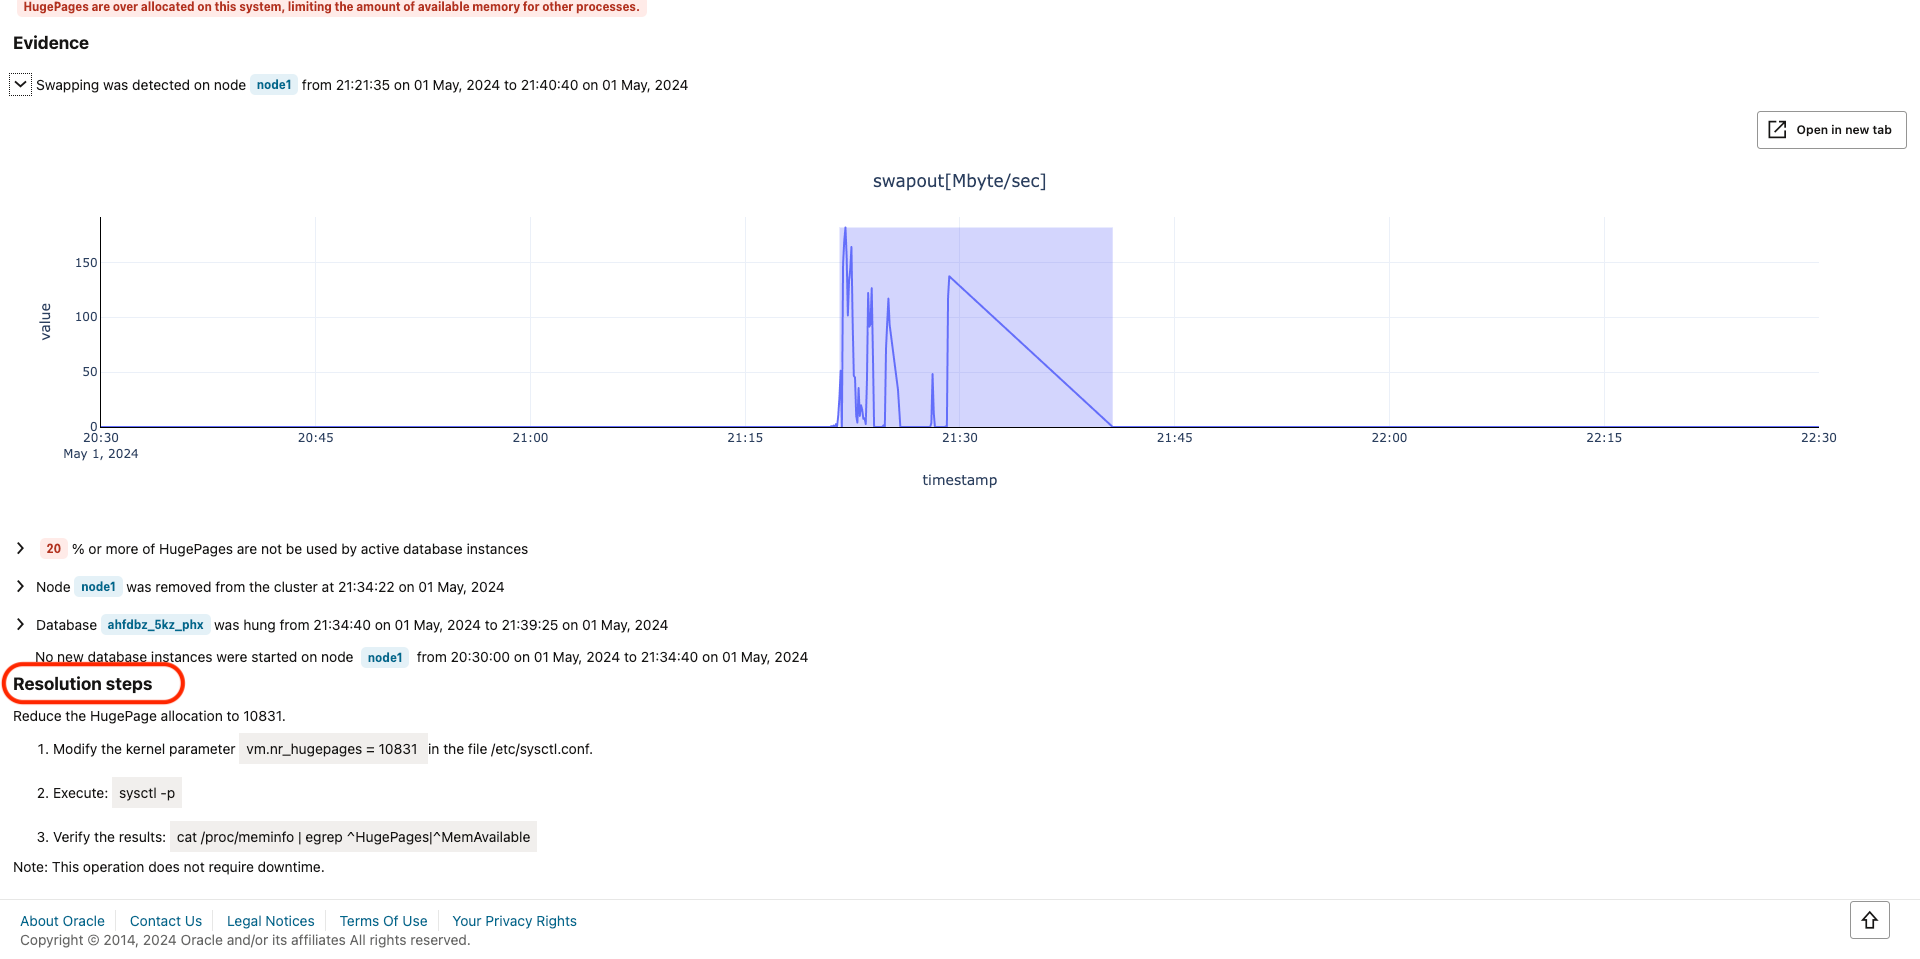 HugePages are over allocated on this system, limiting the amount of available memory for other processes.
Evidence
Swapping was detected on node node1 from 21:21:35 on 01 May, 2024 to 21:40:40 on 01 May, 2024
Open in new tab
swapout[Mbyte/sec]
150
100
50
0
value
20:30 20:45 21:00 21:15 21:30 21:45 22:00 22:15 22:30
May 1, 2024
timestamp
20 % or more of HugePages are not be used by active database instances
Node node1 was removed from the cluster at 21:34:22 on 01 May, 2024
Database ahfdbz_5kz_phx was hung from 21:34:40 on 01 May, 2024 to 21:39:25 on 01 May, 2024
No new database instances were started on node node1 from 20:30:00 on 01 May, 2024 to 21:34:40 on 01 May, 2024
Resolution steps
Reduce the HugePage allocation to 10831.
1. Modify the kernel parameter vm.nr_hugepages = 10831 in the file /etc/sysctl.conf.
2. Execute: sysctl -p
3. Verify the results: cat /proc/meminfo | egrep ^HugePages|^MemAvailable
Note: This operation does not require downtime.
About Oracle Contact Us Legal Notices Terms Of Use Your Privacy Rights
Copyright © 2014, 2024 Oracle and/or its affiliates All rights reserved.